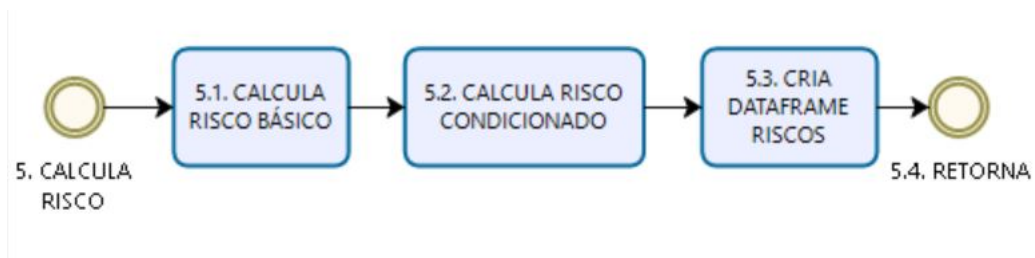 5.1. CALCULA
RISCO BÁSICO
5.2. CALCULA RISCO
CONDICIONADO
5.3. CRIA
DATAFRAME
RISCOS
5. CALCULA
RISCO
5.4. RETORNA